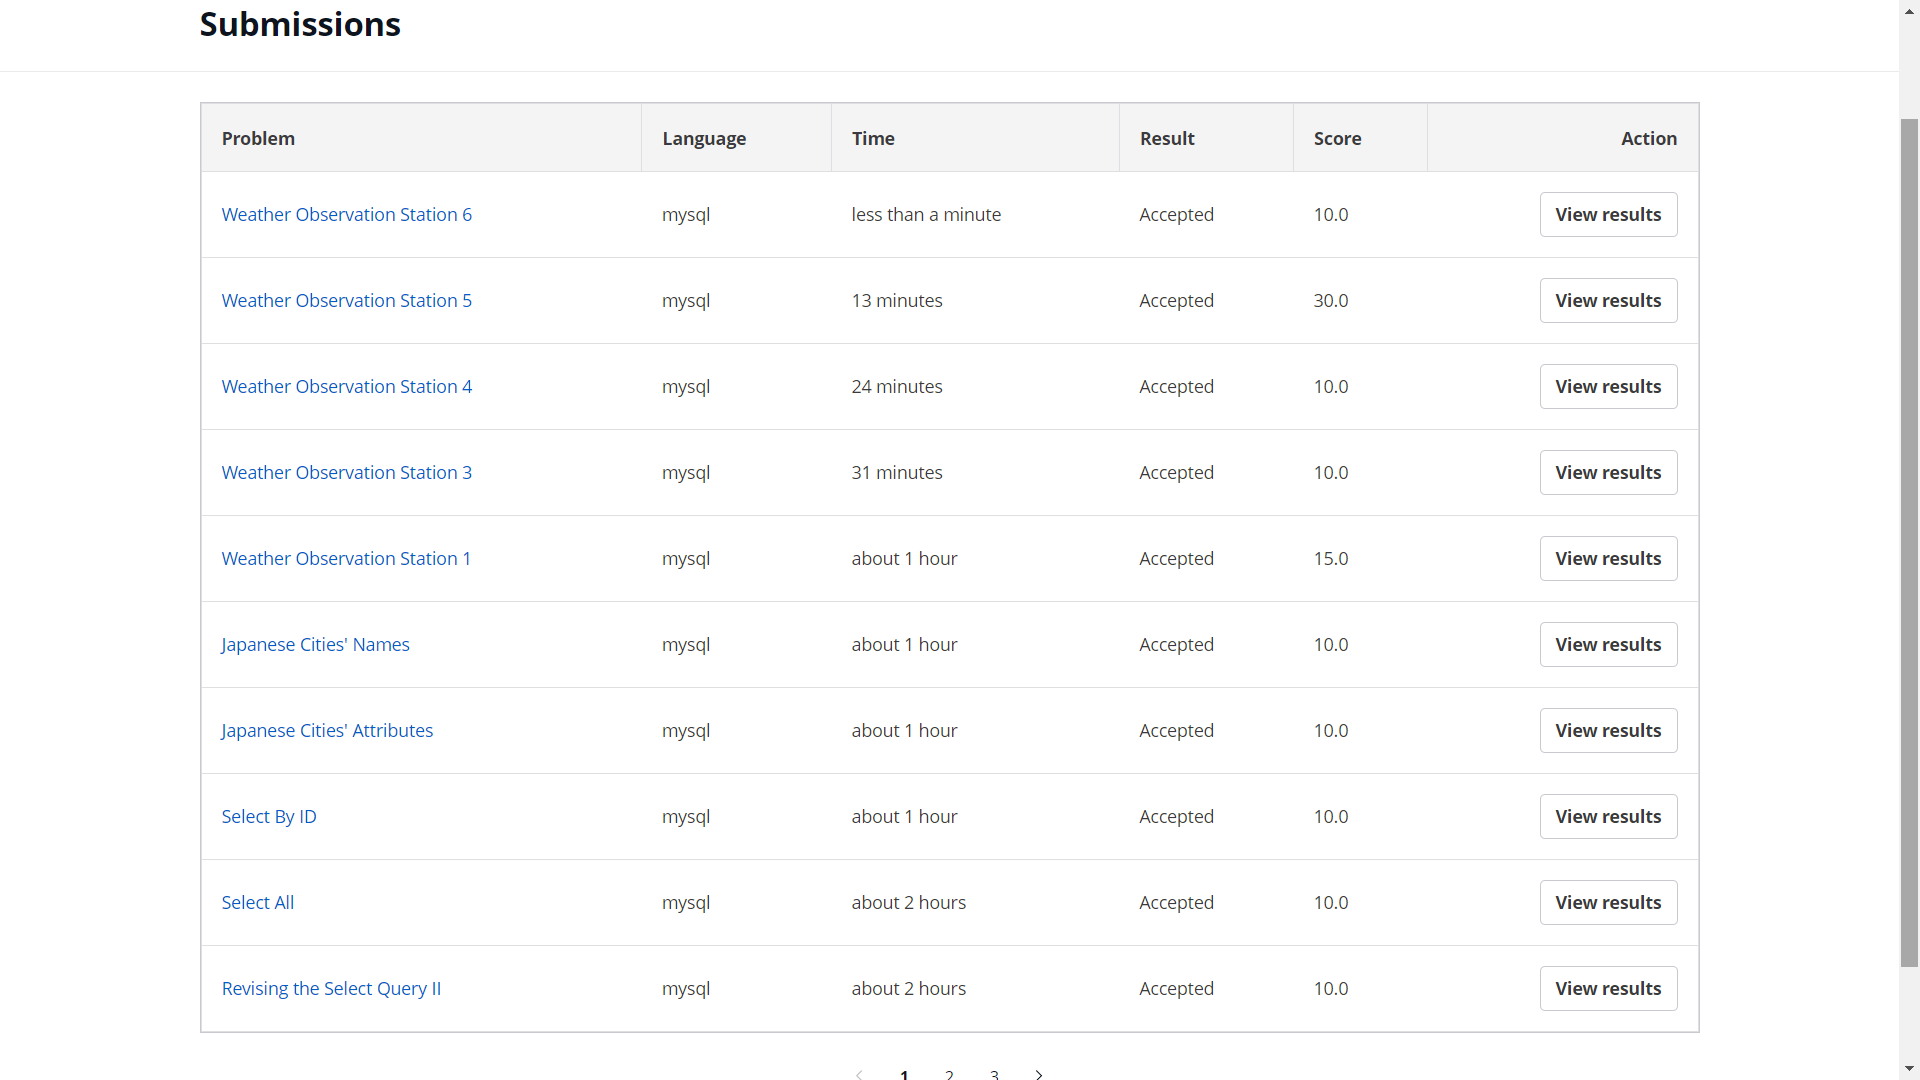 Submissions
Problem Language Time Result Score Action
Weather Observation Station 6 mysql less than a minute Accepted 10.0 View results
Weather Observation Station 5 mysql 13 minutes Accepted 30.0 View results
Weather Observation Station 4 mysql 24 minutes Accepted 10.0 View results
Weather Observation Station 3 mysql 31 minutes Accepted 10.0 View results
Weather Observation Station 1 mysql about 1 hour Accepted 15.0 View results
Japanese Cities' Names mysql about 1 hour Accepted 10.0 View results
Japanese Cities' Attributes mysql about 1 hour Accepted 10.0 View results
Select By ID mysql about 1 hour Accepted 10.0 View results
Select All mysql about 2 hours Accepted 10.0 View results
Revising the Select Query II mysql about 2 hours Accepted 10.0 View results
1 2 3